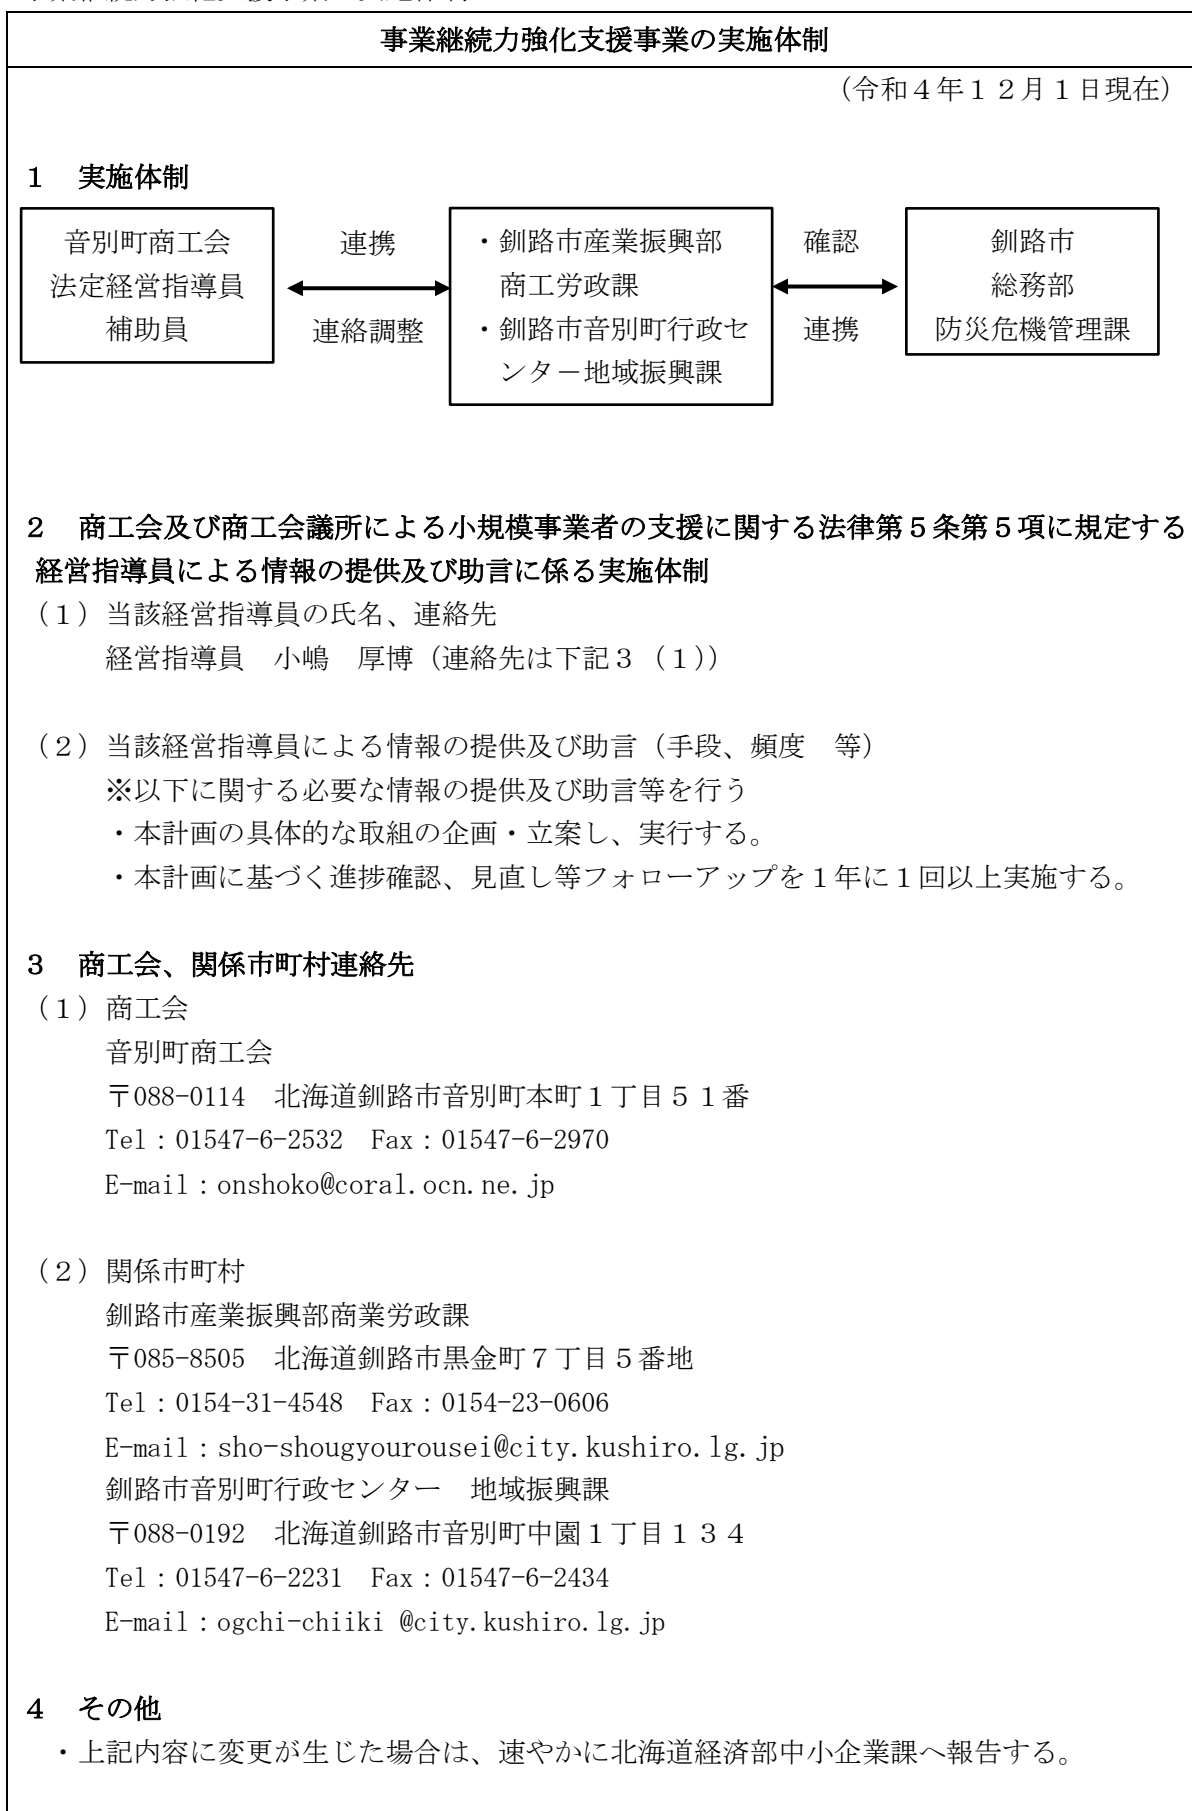 事業継続力強化支援事業の実施体制
(令和４年１２月１日現在)
１　実施体制
音別町商工会
法定経営指導員
補助員
連携
連絡調整
・釧路市産業振興部
商工労政課
・釧路市音別町行政セ
ンタ－地域振興課
確認
連携
釧路市
総務部
防災危機管理課
２　商工会及び商工会議所による小規模事業者の支援に関する法律第５条第５項に規定する
経営指導員による情報の提供及び助言に係る実施体制
（１）当該経営指導員の氏名、連絡先
経営指導員　小嶋　厚博（連絡先は下記３（１））
（２）当該経営指導員による情報の提供及び助言（手段、頻度　等）
※以下に関する必要な情報の提供及び助言等を行う
・本計画の具体的な取組の企画・立案し、実行する。
・本計画に基づく進捗確認、見直し等フォローアップを１年に１回以上実施する。
３　商工会、関係市町村連絡先
（１）商工会
音別町商工会
〒088-0114　北海道釧路市音別町本町１丁目５１番
Tel：01547-6-2532　Fax：01547-6-2970
E-mail：onshoko@coral.ocn.ne.jp
（２）関係市町村
釧路市産業振興部商業労政課
〒085-8505　北海道釧路市黒金町７丁目５番地
Tel：0154-31-4548　Fax：0154-23-0606
E-mail：sho-shougyourousei@city.kushiro.lg.jp
釧路市音別町行政センター　地域振興課
〒088-0192　北海道釧路市音別町中園１丁目１３４
Tel：01547-6-2231　Fax：01547-6-2434
E-mail：ogchi-chiiki @city.kushiro.lg.jp
４　その他
・上記内容に変更が生じた場合は、速やかに北海道経済部中小企業課へ報告する。